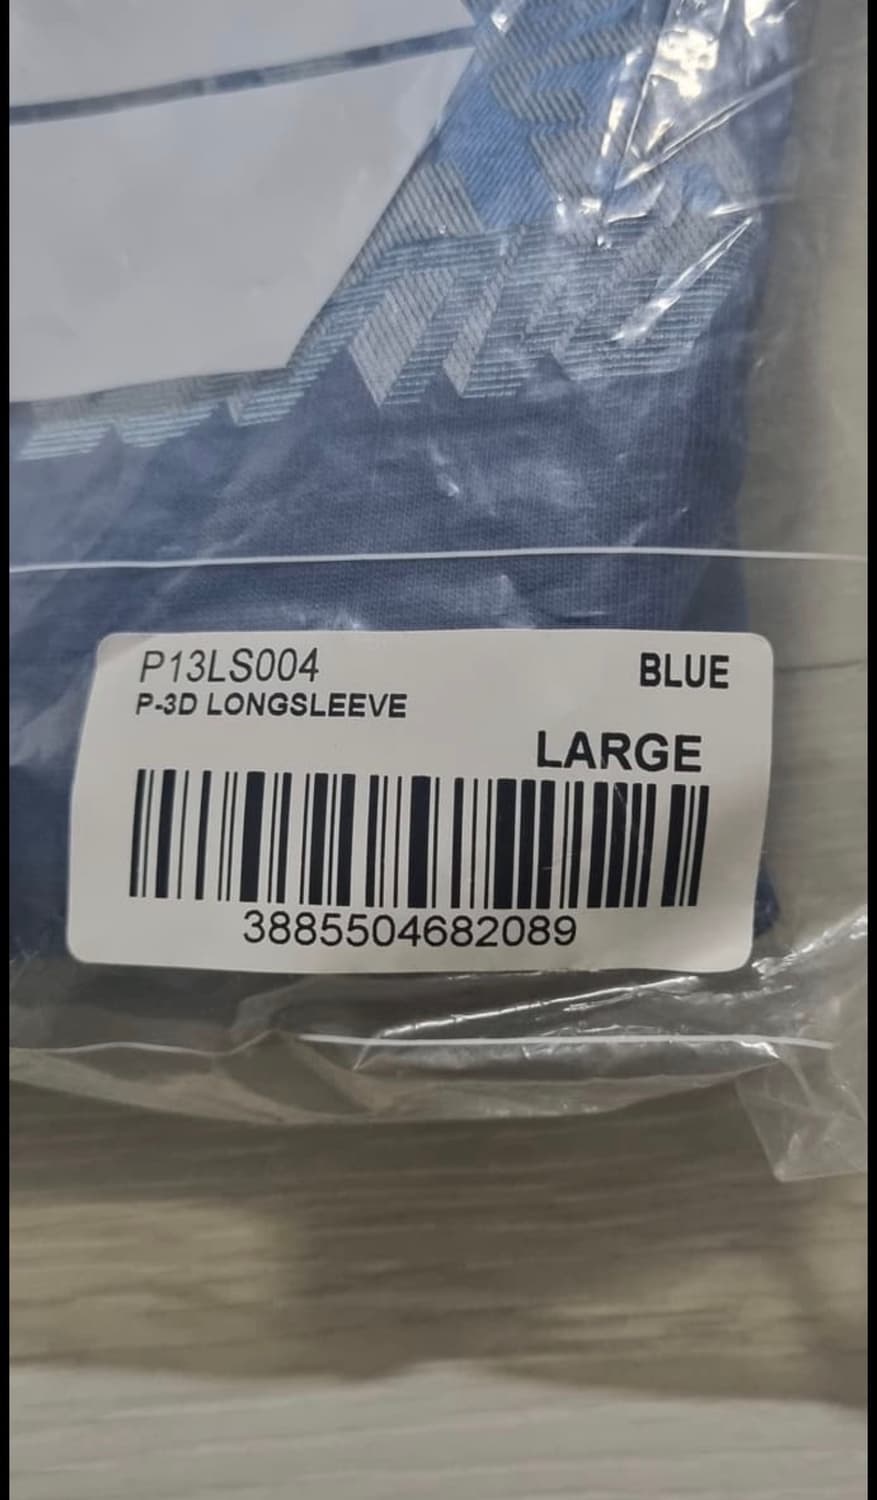 P13LS004
BLUE
P-3D LONGSLEEVE
LARGE
3885504682089